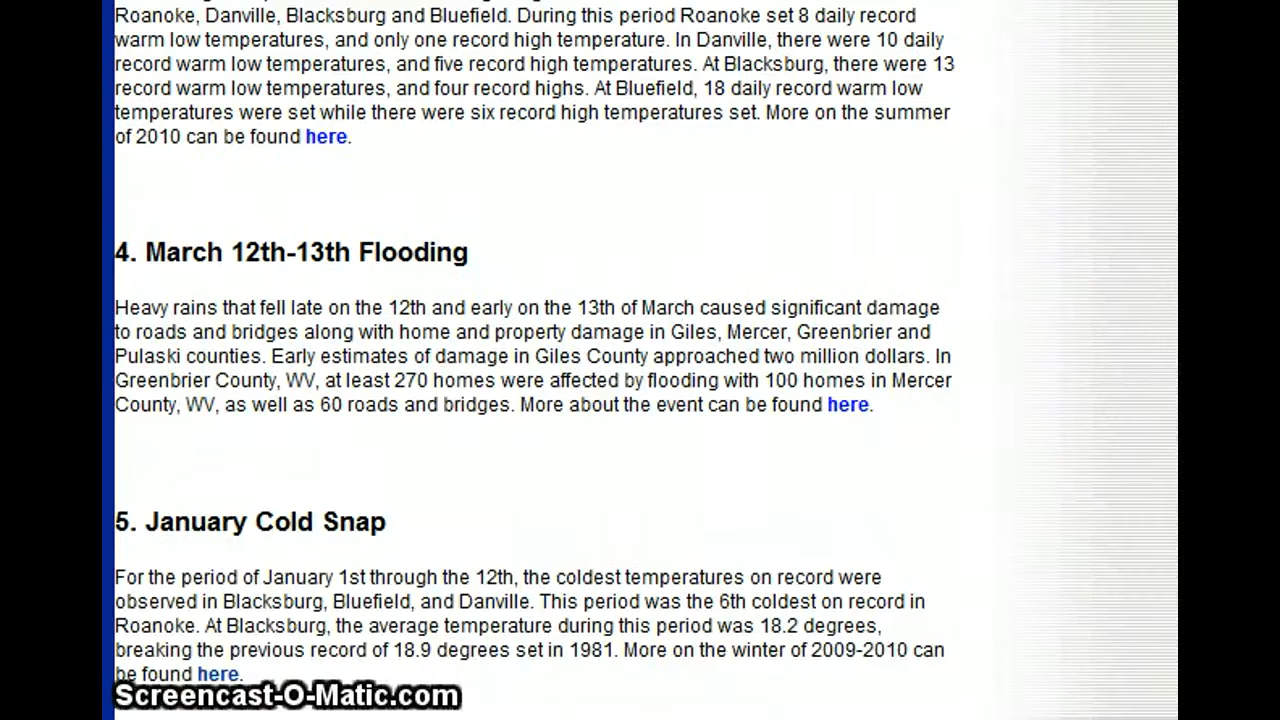 Roanoke, Danville, Blacksburg and Bluefield. During this period Roanoke set 8 daily record
warm low temperatures, and only one record high temperature. In Danville, there were 10 daily
record warm low temperatures, and five record high temperatures. At Blacksburg, there were 13
record warm low temperatures, and four record highs. At Bluefield, 18 daily record warm low
temperatures were set while there were six record high temperatures set. More on the summer
of 2010 can be found here.
4. March 12th-13th Flooding
Heavy rains that fell late on the 12th and early on the 13th of March caused significant damage
to roads and bridges along with home and property damage in Giles, Mercer, Greenbrier and
Pulaski counties. Early estimates of damage in Giles County approached two million dollars. In
Greenbrier County, WV, at least 270 homes were affected by flooding with 100 homes in Mercer
County, WV, as well as 60 roads and bridges. More about the event can be found here.
5. January Cold Snap
For the period of January 1st through the 12th, the coldest temperatures on record were
observed in Blacksburg, Bluefield, and Danville. This period was the 6th coldest on record in
Roanoke. At Blacksburg, the average temperature during this period was 18.2 degrees,
breaking the previous record of 18.9 degrees set in 1981. More on the winter of 2009-2010 can
be found here.
Screencast-O-Matic.com